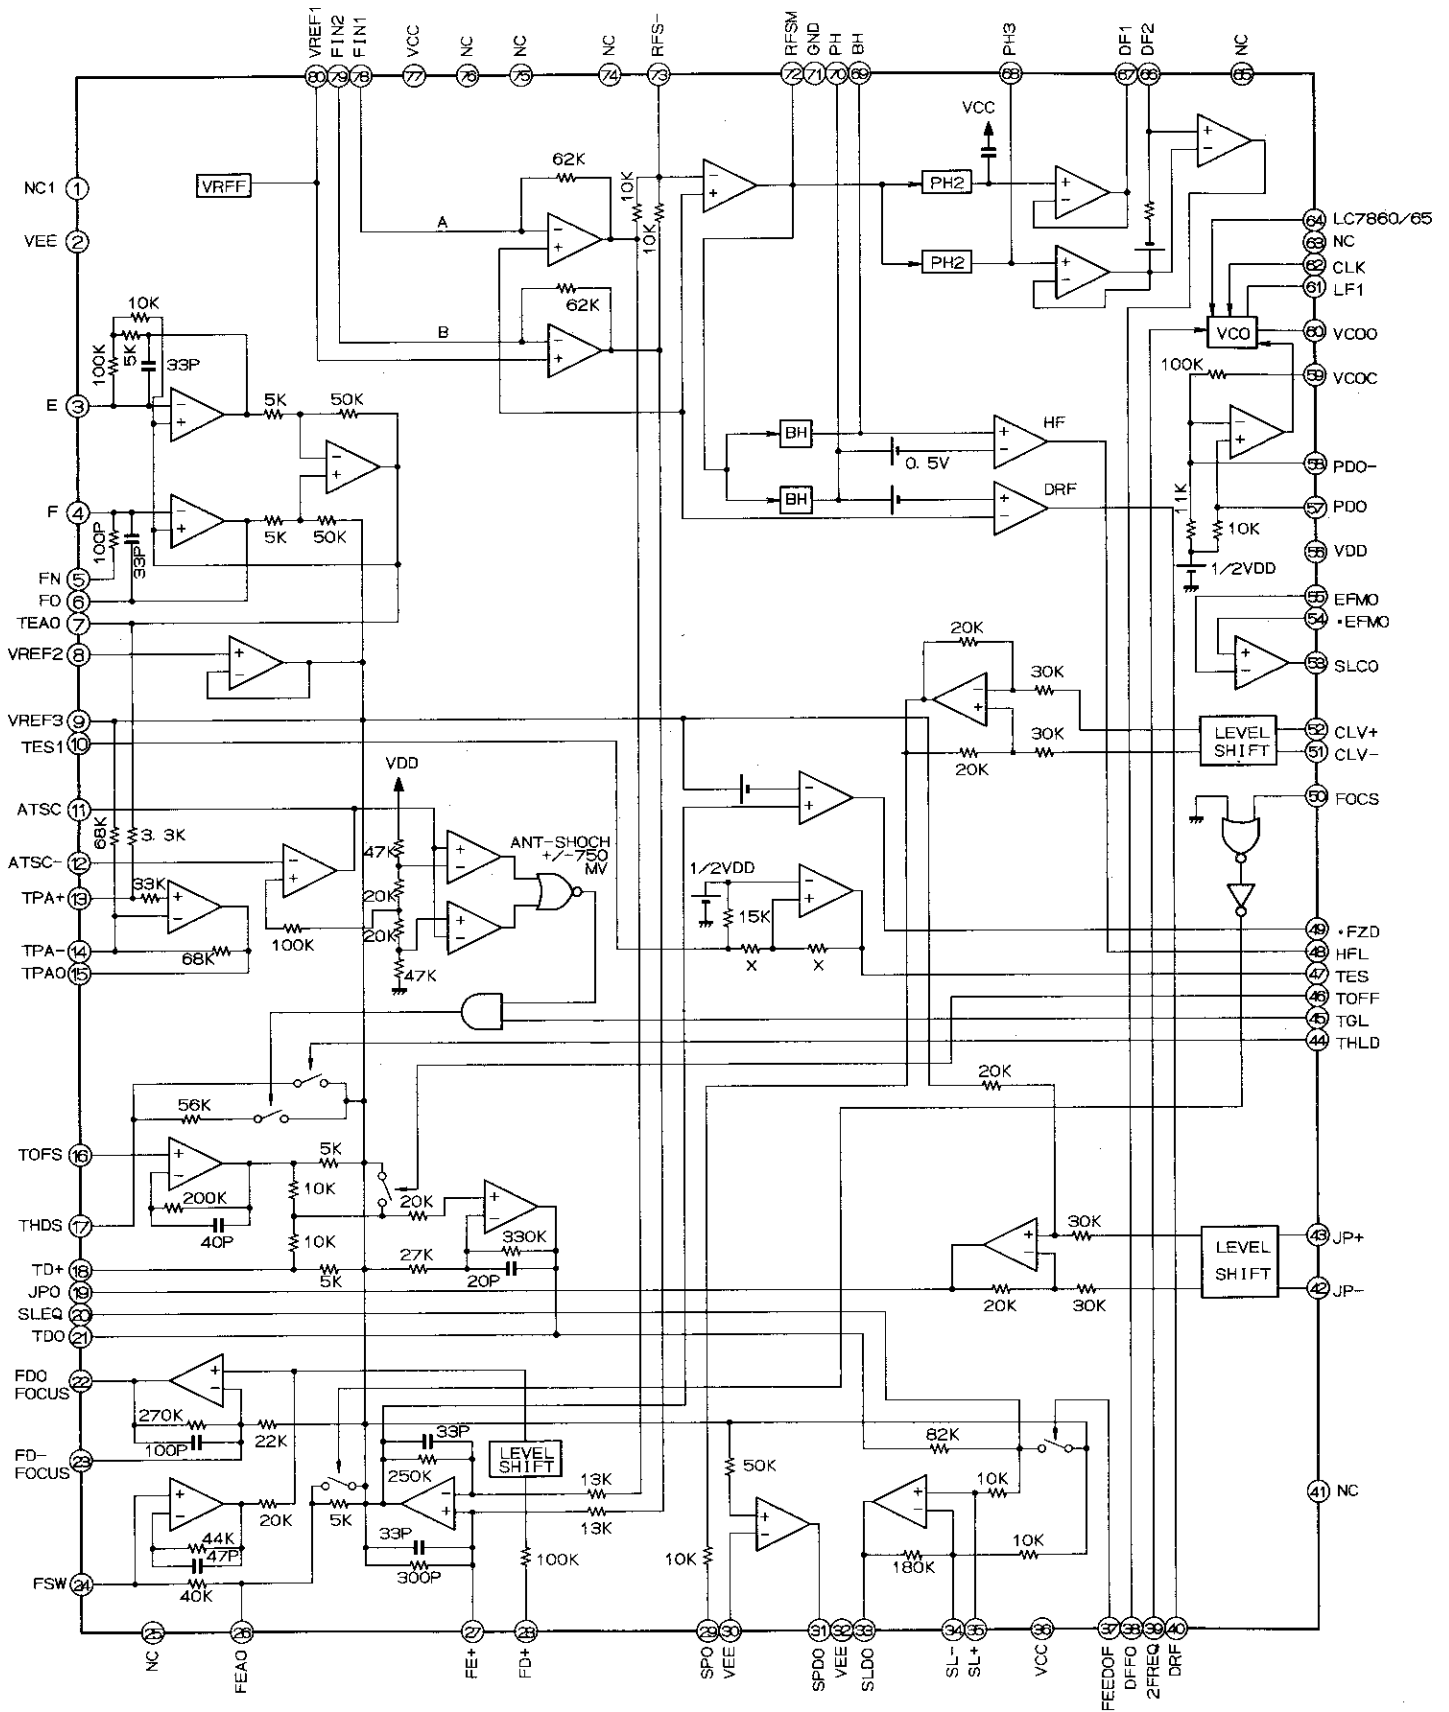 VREF1 FIN2 FIN1 VCC NC NC NC RFS- RFSM GND PH BH PH3 DF1 DF2 NC
80 79 78 77 76 75 74 73 72 71 70 69 68 67 66 65
VCC
NC1 1
VRFF
62K
10K
10K
PH2
VEE 2
A
PH2
64 LC7860/65
63 NC
62 CLK
61 LF1
10K
62K
5K
100K
33P
B
VCO
60 VCOO
100K
59 VCOC
E 3
5K
50K
BH
HF
0.5V
58 PDO-
F 4
BH
DRF
11K
57 PDO
100P
33P
5K
50K
10K
56 VDD
FN 5
1/2VDD
FO 6
55 EFMO
TEAO 7
54 •EFMO
VREF2 8
20K
53 SLCO
30K
VREF3 9
LEVEL
SHIFT
52 CLV+
TES1 10
20K
30K
51 CLV-
VDD
ATSC 11
50 FOCS
68K
3.3K
ANT-SHOCH
+/-750
MV
47K
ATSC- 12
1/2VDD
TPA+ 13
33K
20K
15K
20K
49 •FZD
TPA- 14
68K
100K
X
X
48 HFL
TPAO 15
47K
47 TES
46 TOFF
45 TGL
44 THLD
20K
56K
TOFS 16
5K
10K
200K
20K
THDS 17
40P
30K
43 JP+
10K
330K
LEVEL
SHIFT
27K
TD+ 18
5K
20P
JPO 19
20K
30K
42 JP-
SLEQ 20
TDO 21
FDO
FOCUS
22
270K
22K
33P
82K
100P
LEVEL
SHIFT
FD-
FOCUS
23
250K
50K
13K
10K
41 NC
20K
5K
13K
44K
47P
33P
10K
100K
10K
FSW 24
40K
300P
180K
25 26 27 28 29 30 31 32 33 34 35 36 37 38 39 40
NC FEAO FE+ FD+ SPO VEE SPDO VEE SLDO SL- SL+ VCC FEEDOF DFFO 2FREQ DRF